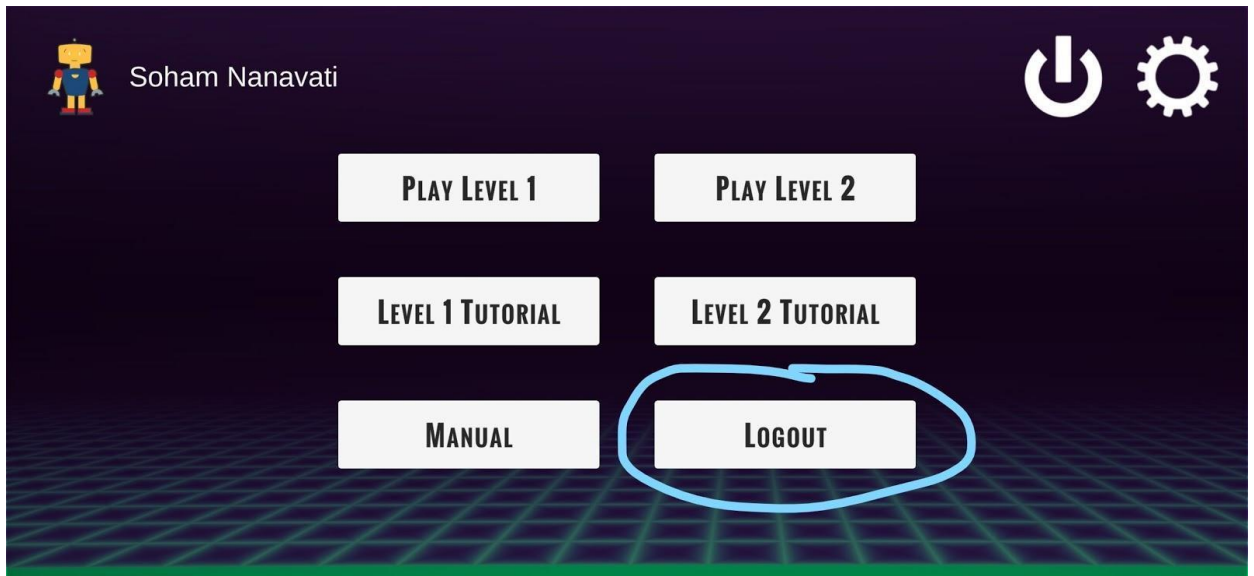 Soham Nanavati
Play Level 1
Play Level 2
Level 1 Tutorial
Level 2 Tutorial
Manual
Logout